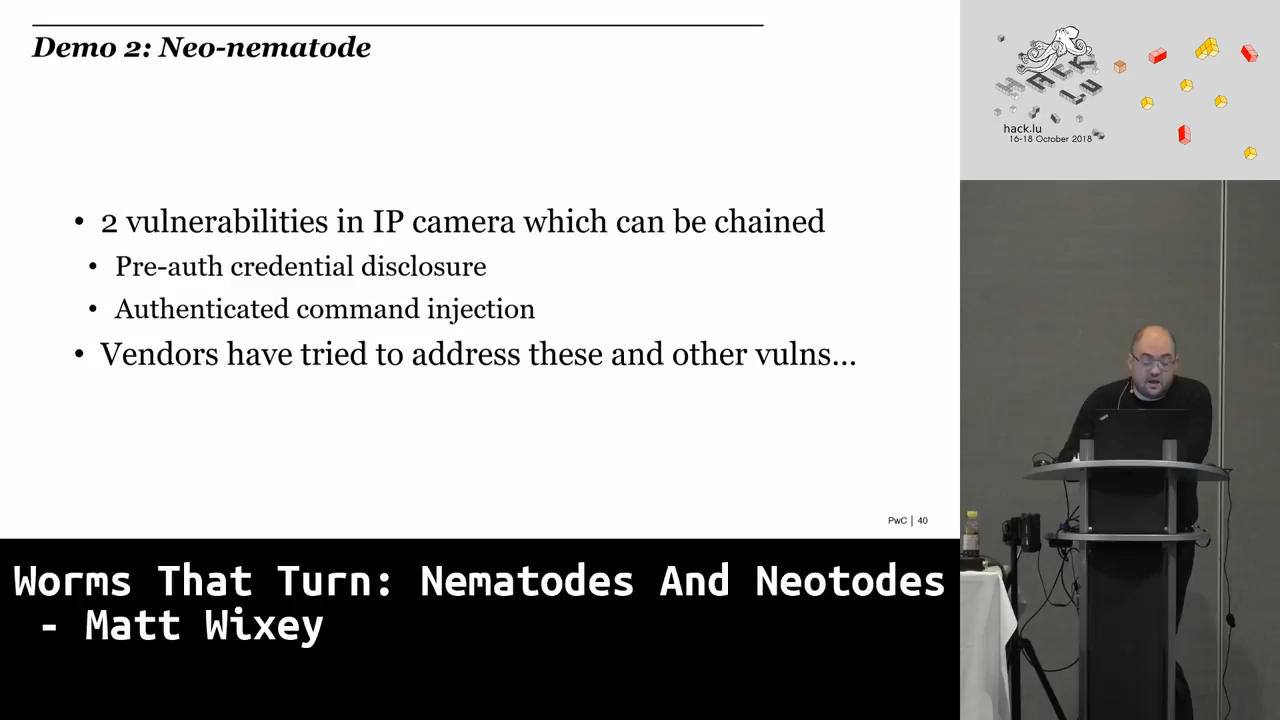 Demo 2: Neo-nematode
• 2 vulnerabilities in IP camera which can be chained
• Pre-auth credential disclosure
• Authenticated command injection
• Vendors have tried to address these and other vulns...
PwC | 40
HACK
LU
hack.lu
16-18 October 2018
Worms That Turn: Nematodes And Neotodes
- Matt Wixey